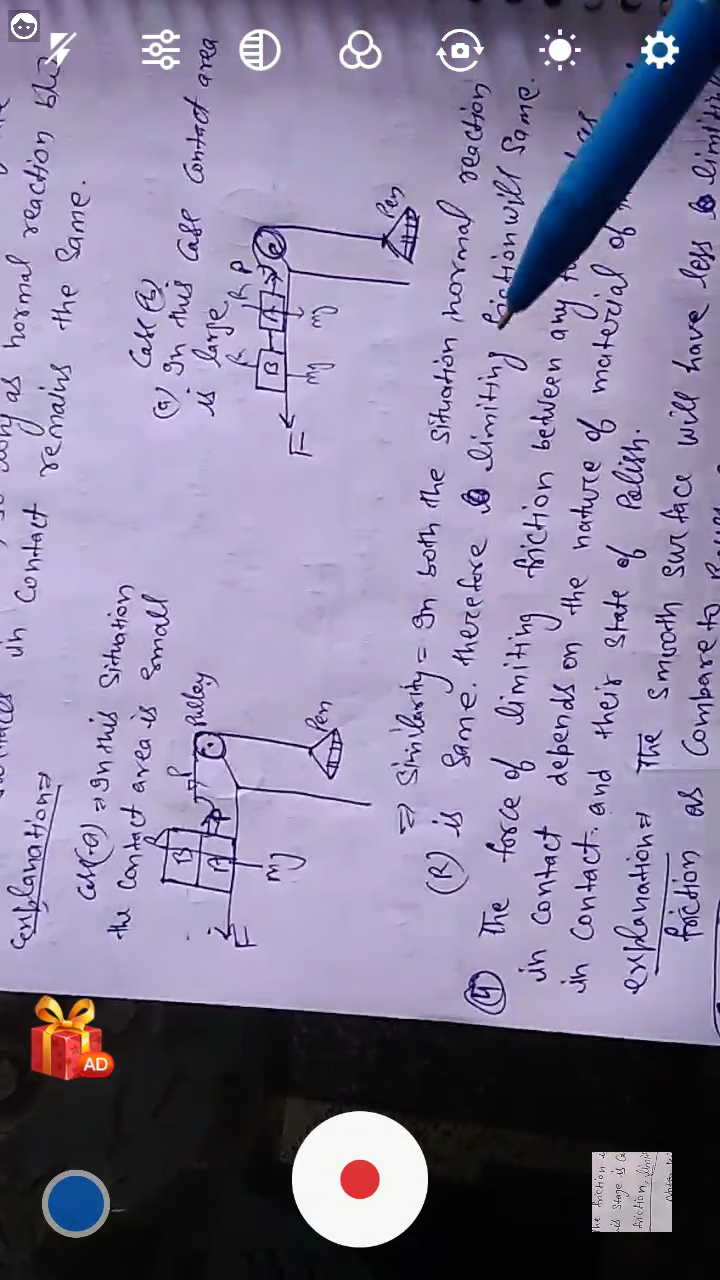 as long as normal reaction
in contact remains the same.
explanation⇒
Case(a) ⇒ In this situation
the contact area is small
B
A
P
Pulley
F
mg
Pen
Case (b)
(a) In this Case Contact area
is large
R
R
P
B
A
F
mg
mg
Pen
⇒ Similarity = In both the situation normal reaction
(R) is same. therefore limiting friction will same.
(4) The force of limiting friction between any
in contact depends on the nature of material of
in contact and their state of Polish.
explanation⇒ The smooth surface will have less limiting
friction as Compare to
AD